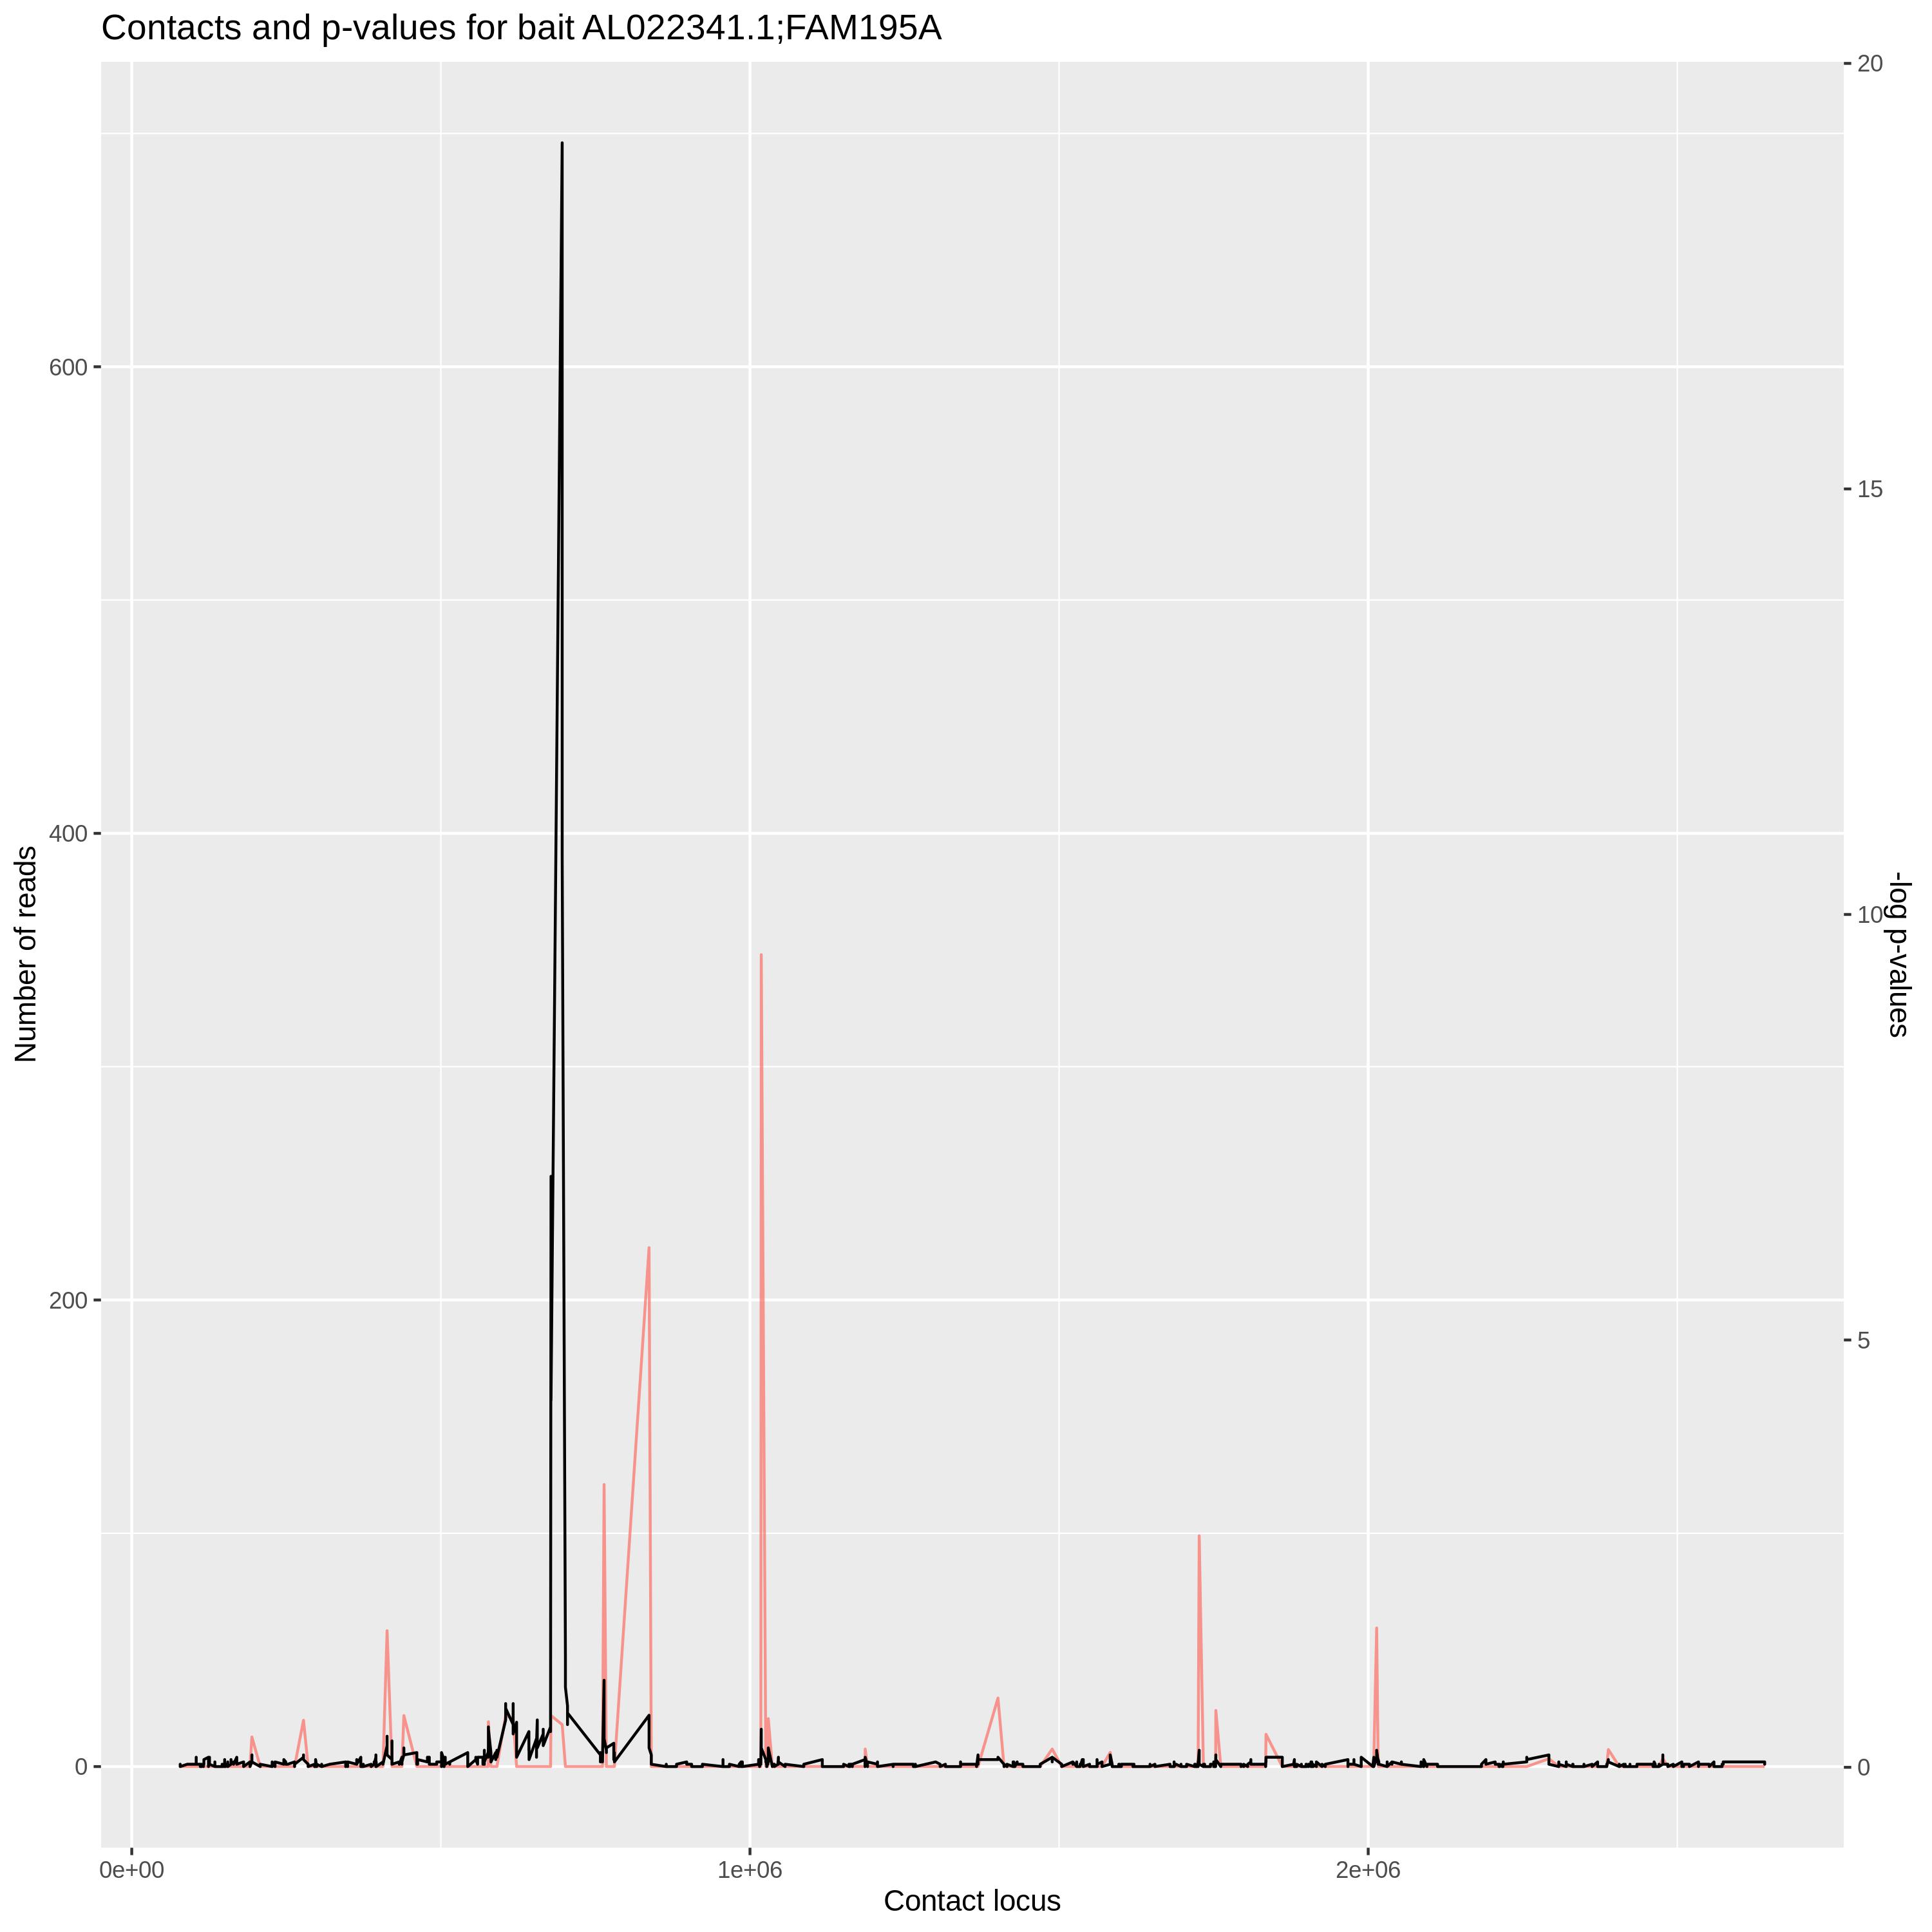 Contacts and p-values for bait AL022341.1;FAM195A
20
600
15
400
Number of reads
10
-log p-values
200
5
0
0
0e+00
1e+06
2e+06
Contact locus